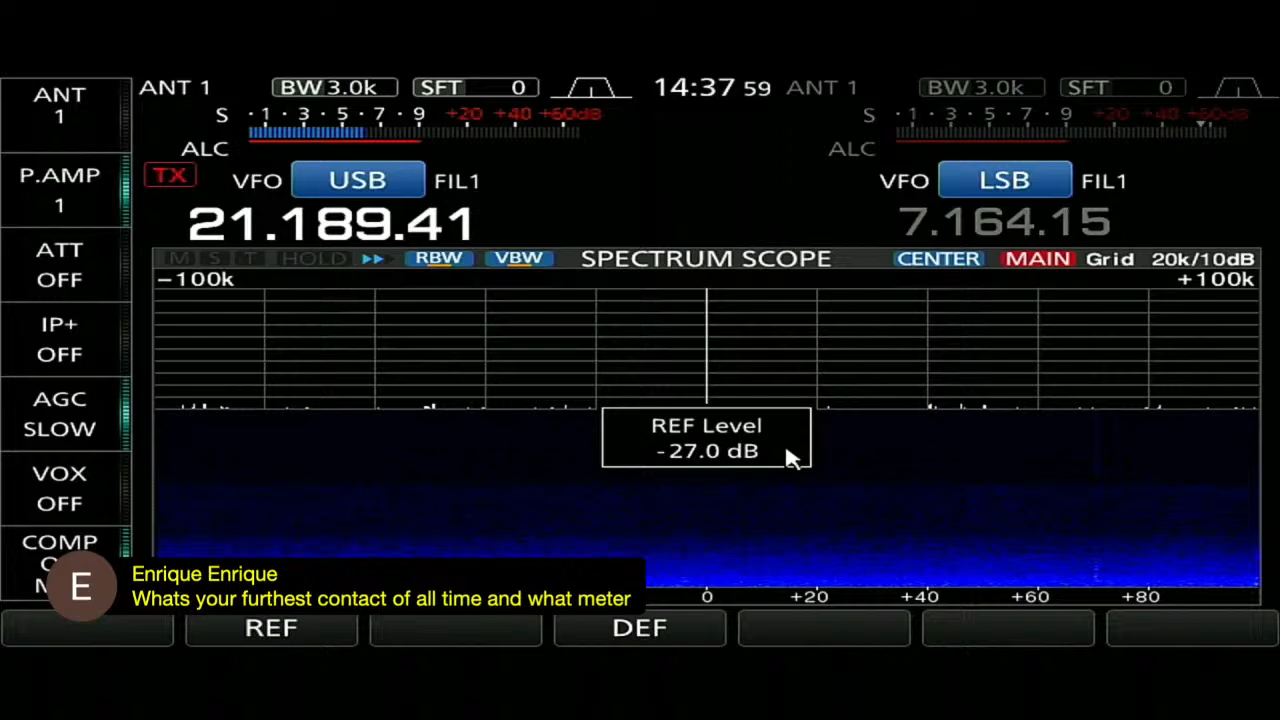 ANT 1 BW 3.0k SFT 0 14:37 59 ANT 1 BW 3.0k SFT 0
ANT
1
S 1 3 5 7 9 +20 +40 +60dB S 1 3 5 7 9 +20 +40 +60dB
ALC ALC
P.AMP
1
TX VFO USB FIL1 VFO LSB FIL1
21.189.41 7.164.15
ATT
OFF
M S T HOLD RBW VBW SPECTRUM SCOPE CENTER MAIN Grid 20k/10dB
-100k +100k
IP+
OFF
AGC
SLOW
REF Level
-27.0 dB
VOX
OFF
COMP
E
Enrique Enrique
Whats your furthest contact of all time and what meter
0 +20 +40 +60 +80
REF DEF